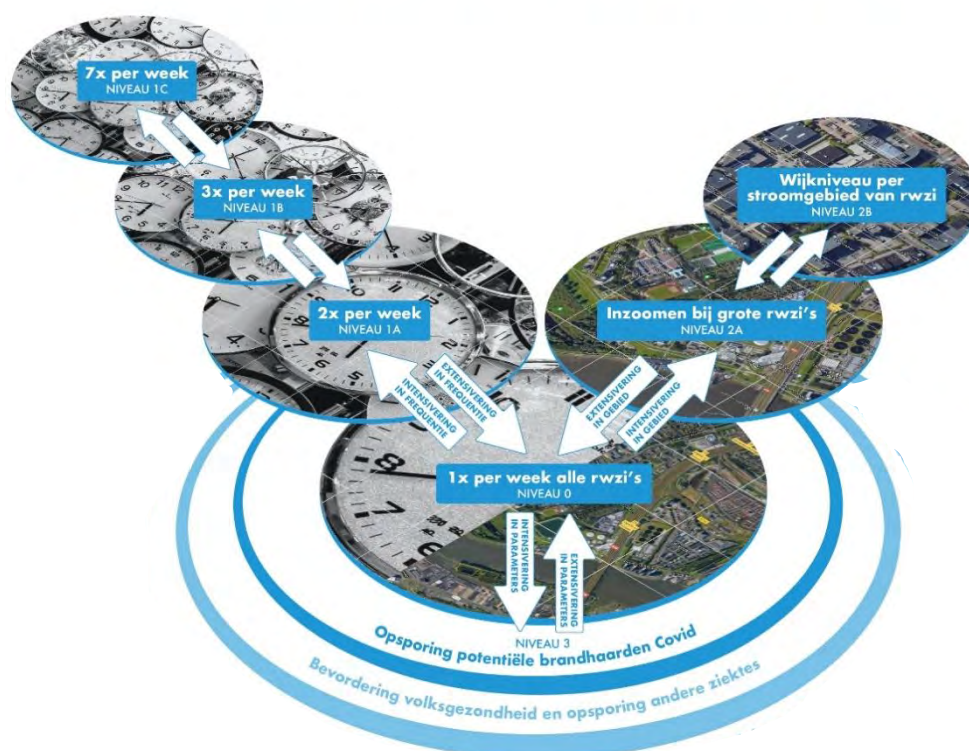 7x per week
NIVEAU 1C
3x per week
NIVEAU 1B
2x per week
NIVEAU 1A
Wijkniveau per
stroomgebied van rwzi
NIVEAU 2B
Inzoomen bij grote rwzi's
NIVEAU 2A
EXTENSIVERING
IN FREQUENTIE
INTENSIVERING
IN FREQUENTIE
EXTENSIVERING
IN GEBIED
INTENSIVERING
IN GEBIED
1x per week alle rwzi's
NIVEAU 0
INTENSIVERING
IN PARAMETERS
EXTENSIVERING
IN PARAMETERS
NIVEAU 3
Opsporing potentiële brandhaarden Covid
Bevordering volksgezondheid en opsporing andere ziektes